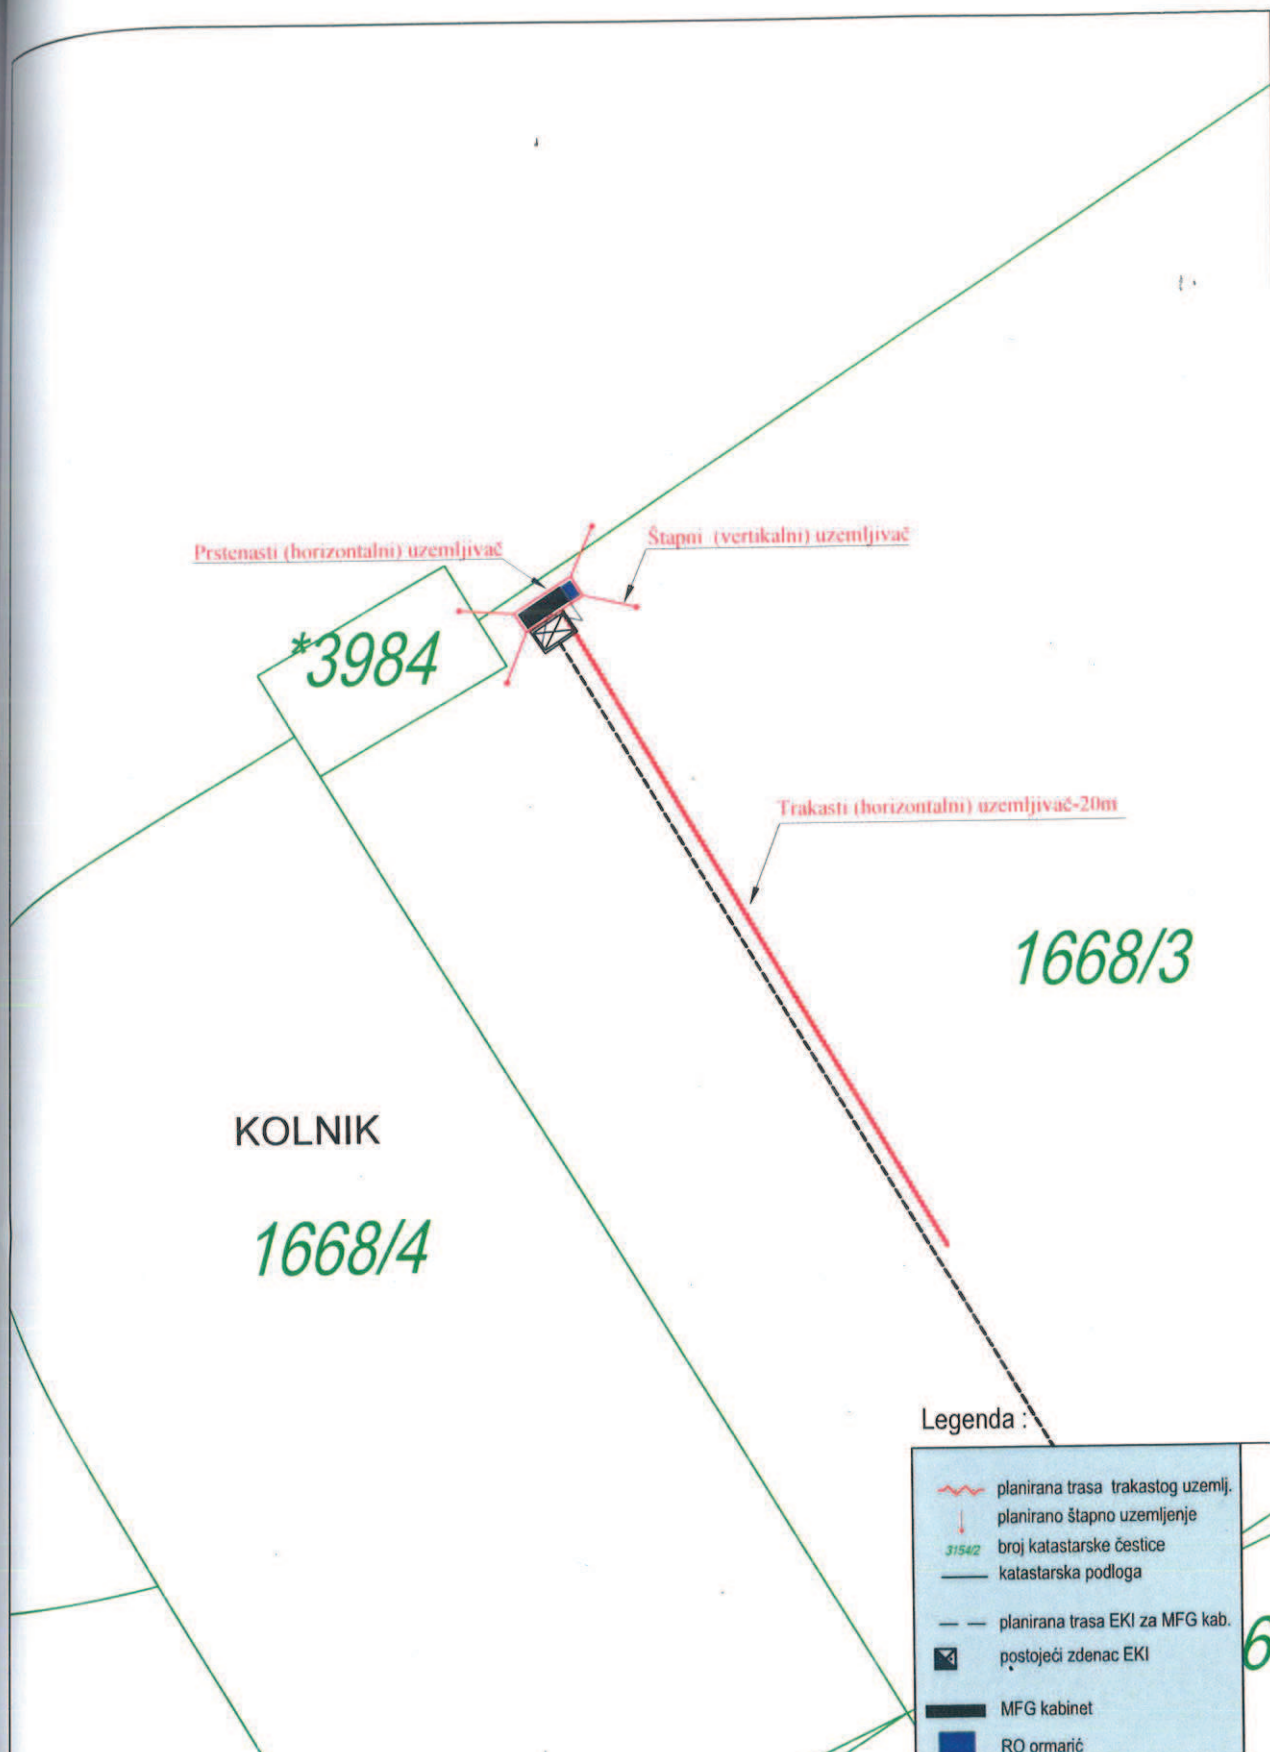 Prstenasti (horizontalni) uzemljivač
Štapni (vertikalni) uzemljivač
*3984
Trakasti (horizontalni) uzemljivač-20m
1668/3
KOLNIK
1668/4
Legenda :
planirana trasa trakastog uzemlj.
planirano štapno uzemljenje
3154/2 broj katastarske čestice
katastarska podloga
planirana trasa EKI za MFG kab.
postojeći zdenac EKI
6
MFG kabinet
RO ormarić